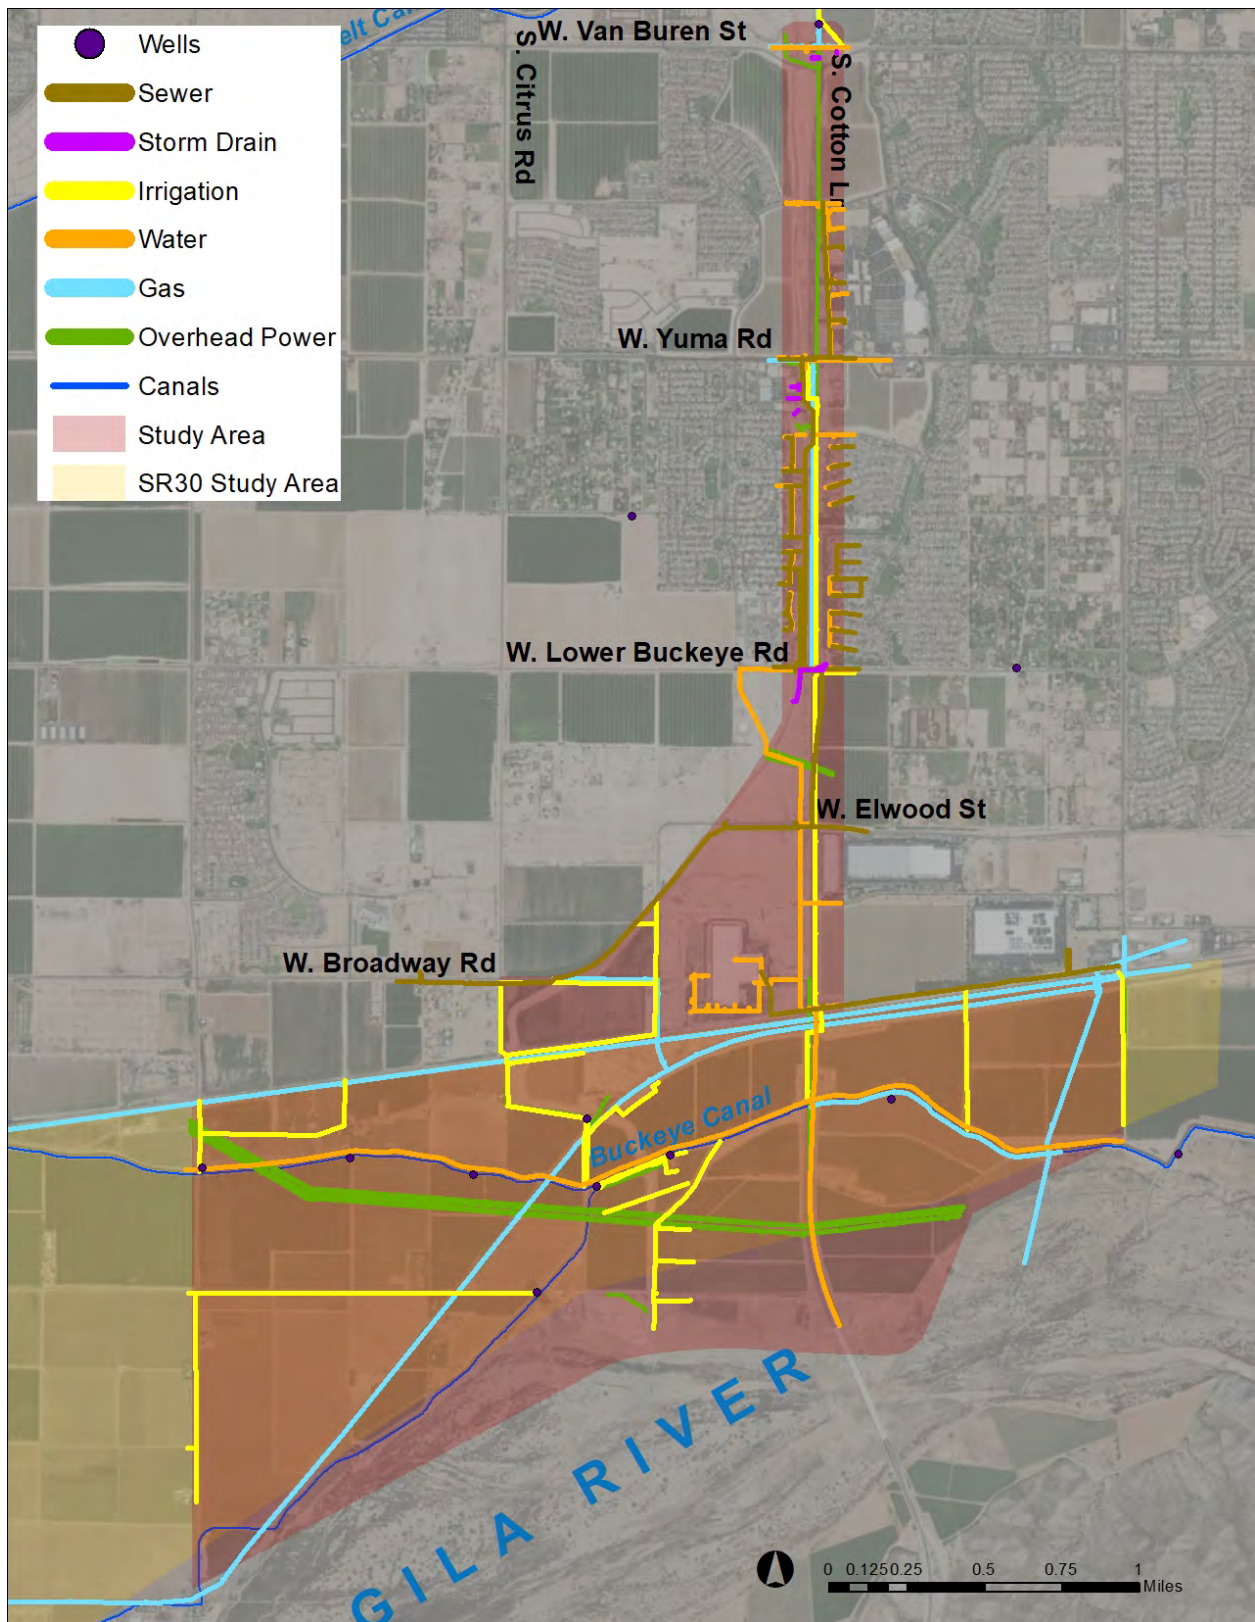 elt Ca
W. Van Buren St
S. Citrus Rd
S. Cotton Ln
Wells
Sewer
Storm Drain
Irrigation
Water
Gas
Overhead Power
Canals
Study Area
SR30 Study Area
W. Yuma Rd
W. Lower Buckeye Rd
W. Elwood St
W. Broadway Rd
Buckeye Canal
GILA RIVER
0 0.125 0.25 0.5 0.75 1
Miles